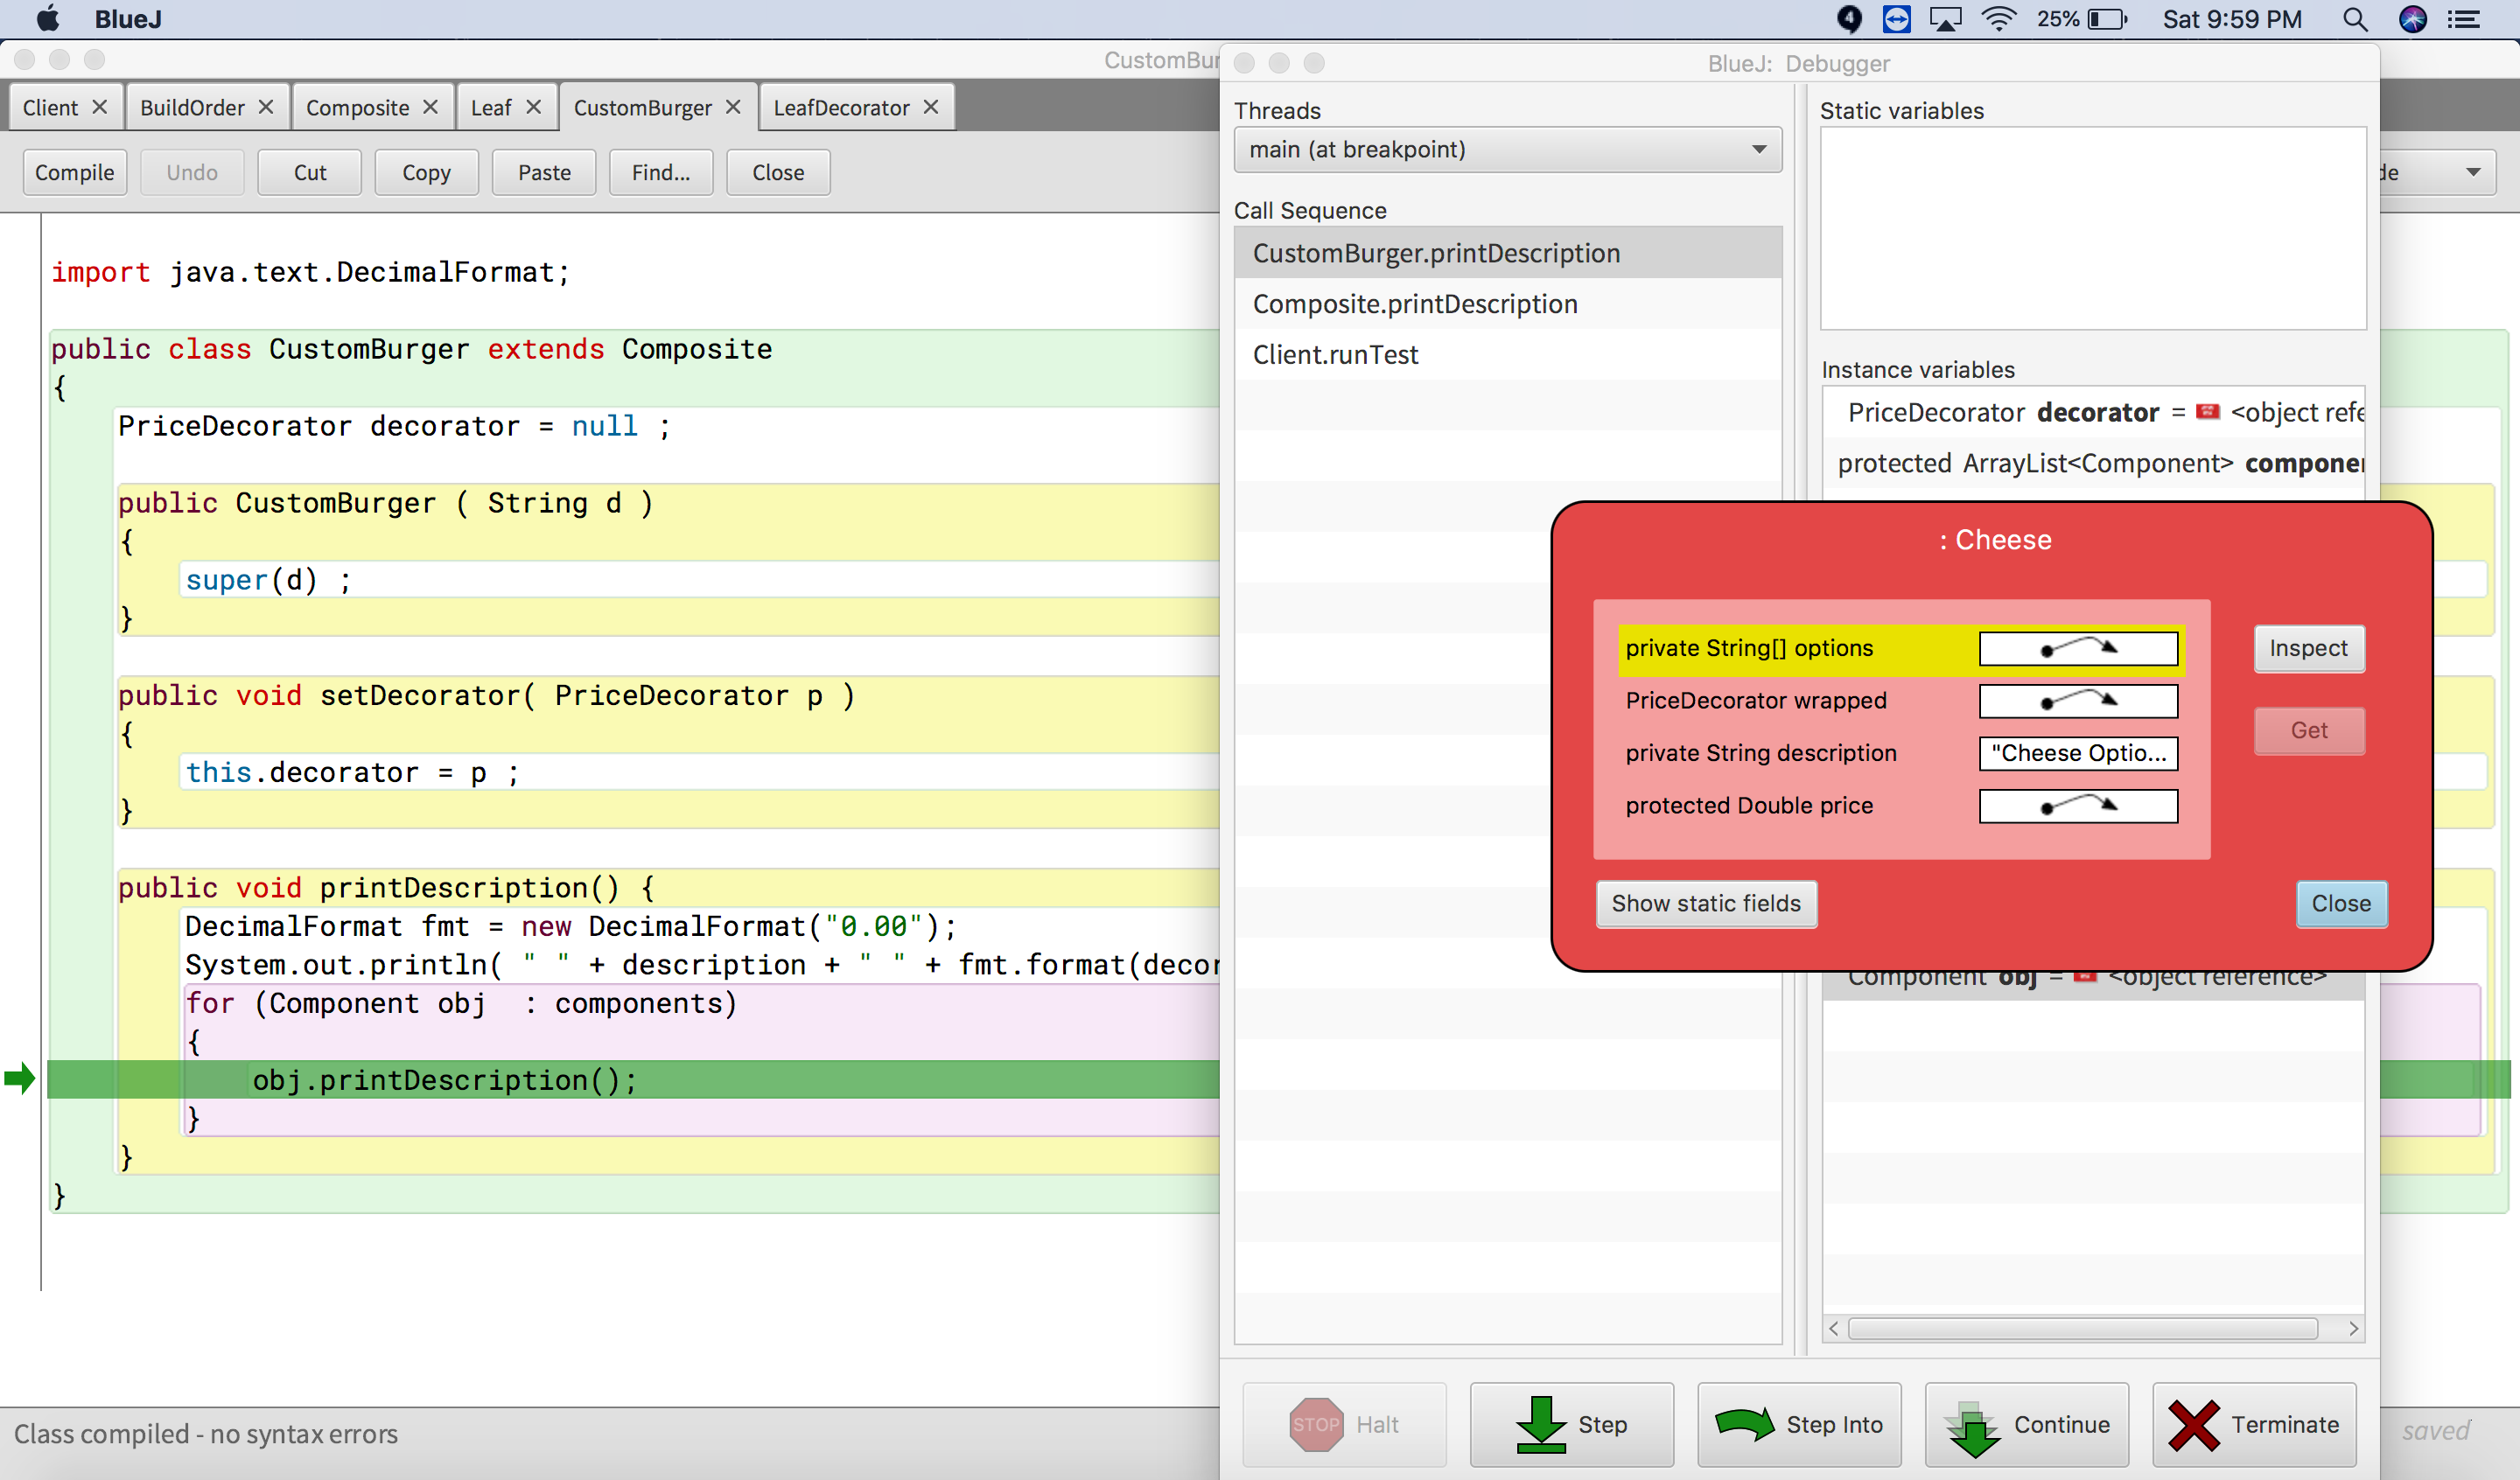 BlueJ
4
25%
Sat 9:59 PM
CustomBur
BlueJ: Debugger
Client
BuildOrder
Composite
Leaf
CustomBurger
LeafDecorator
Compile
Undo
Cut
Copy
Paste
Find...
Close
import java.text.DecimalFormat;
public class CustomBurger extends Composite
{
PriceDecorator decorator = null ;
public CustomBurger ( String d )
{
super(d) ;
}
public void setDecorator( PriceDecorator p )
{
this.decorator = p ;
}
public void printDescription() {
DecimalFormat fmt = new DecimalFormat("0.00");
System.out.println( " " + description + " " + fmt.format(decor
for (Component obj : components)
{
obj.printDescription();
}
}
}
Class compiled - no syntax errors
Threads
main (at breakpoint)
Call Sequence
CustomBurger.printDescription
Composite.printDescription
Client.runTest
Static variables
de
Instance variables
PriceDecorator decorator = <object refe
protected ArrayList<Component> compone
: Cheese
private String[] options
PriceDecorator wrapped
private String description "Cheese Optio...
protected Double price
Inspect
Get
Show static fields
Close
Component obj = <object reference>
STOP Halt
Step
Step Into
Continue
Terminate
saved